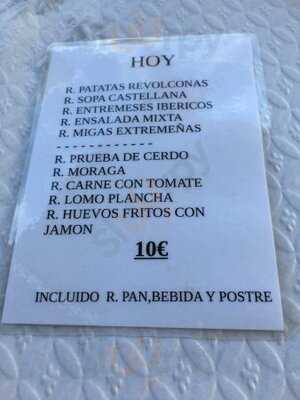 HOY
R. PATATAS REVOLCONAS
R. SOPA CASTELLANA
R. ENTREMESES IBERICOS
R. ENSALADA MIXTA
R. MIGAS EXTREMEÑAS
- - - - - - - - - - - -
R. PRUEBA DE CERDO
R. MORAGA
R. CARNE CON TOMATE
R. LOMO PLANCHA
R. HUEVOS FRITOS CON
JAMON
10€
INCLUIDO R. PAN,BEBIDA Y POSTRE